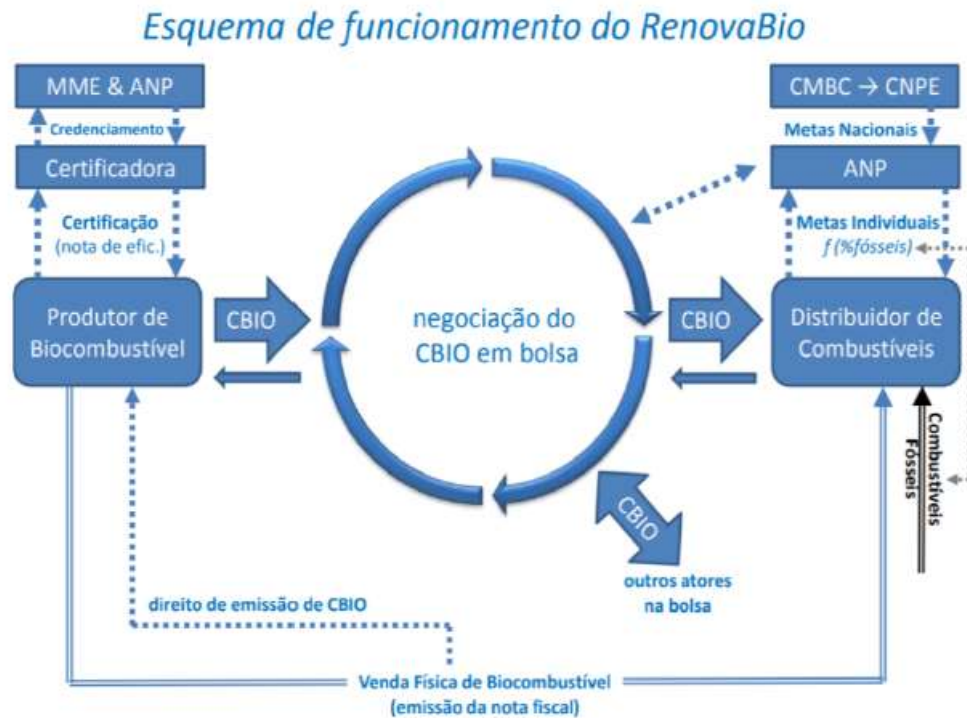 Esquema de funcionamento do RenovaBio
MME & ANP
Credenciamento
Certificadora
Certificação
(nota de efic.)
Produtor de
Biocombustível
CBIO
negociação do
CBIO em bolsa
CBIO
CMBC → CNPE
Metas Nacionais
ANP
Metas Individuais
f (%fósseis)
Distribuidor de
Combustíveis
Combustíveis
Fósseis
CBIO
outros atores
na bolsa
direito de emissão de CBIO
Venda Física de Biocombustível
(emissão da nota fiscal)